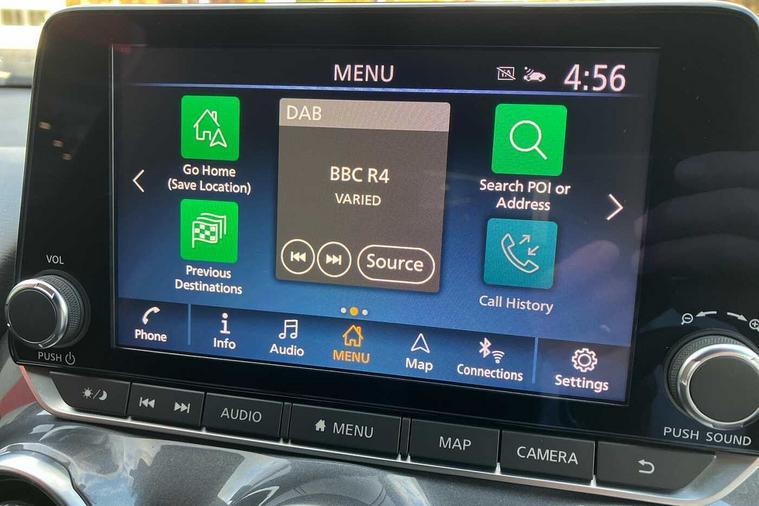 MENU
TA
4:56
DAB
BBC R4
VARIED
Source
Go Home
(Save Location)
Previous
Destinations
Search POI or
Address
Call History
Phone
Info
Audio
MENU
Map
Connections
Settings
VOL
PUSH
PUSH SOUND
AUDIO
MENU
MAP
CAMERA